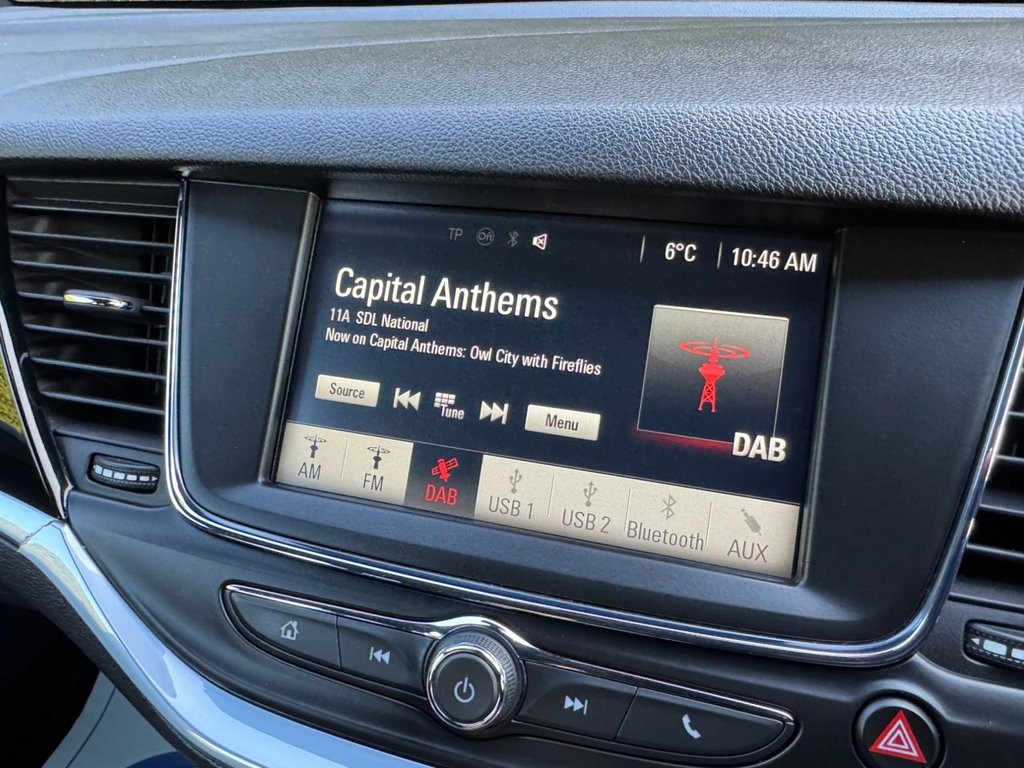 TP On 6°C 10:46 AM
Capital Anthems
11A SDL National
Now on Capital Anthems: Owl City with Fireflies
Source Tune Menu
DAB
AM FM DAB USB 1 USB 2 Bluetooth AUX